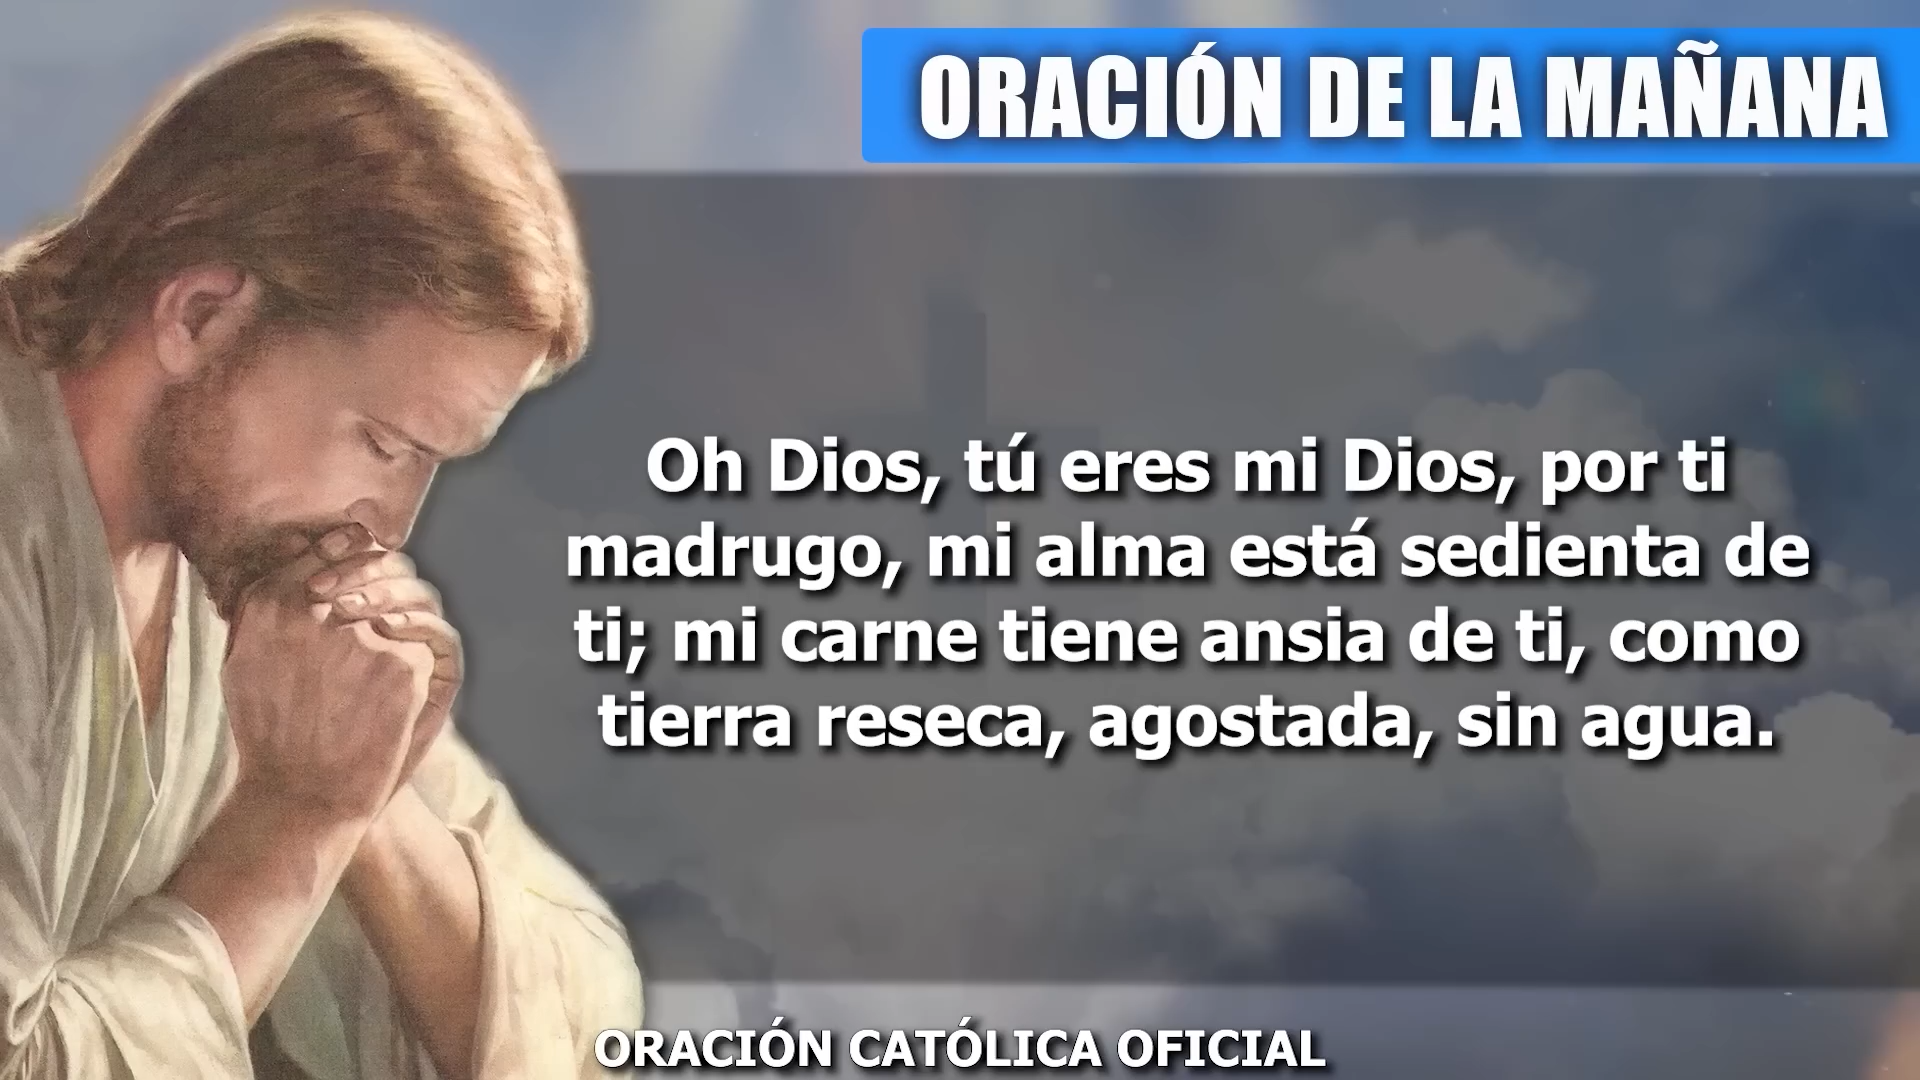 ORACIÓN DE LA MAÑANA
Oh Dios, tú eres mi Dios, por ti
madrugo, mi alma está sedienta de
ti; mi carne tiene ansia de ti, como
tierra reseca, agostada, sin agua.
ORACIÓN CATÓLICA OFICIAL